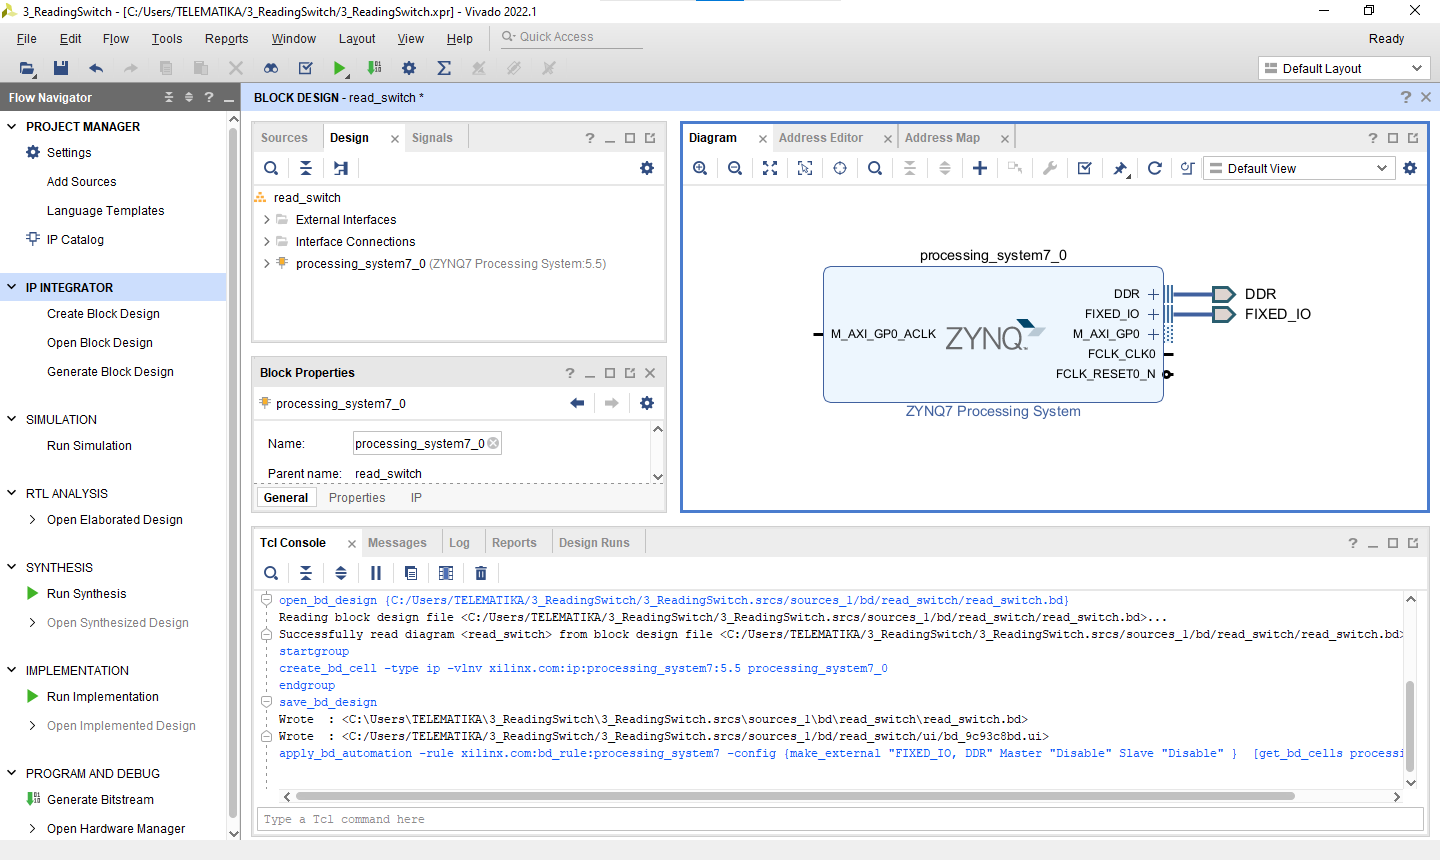 3_ReadingSwitch - [C:/Users/TELEMATIKA/3_ReadingSwitch/3_ReadingSwitch.xpr] - Vivado 2022.1
File Edit Flow Tools Reports Window Layout View Help Quick Access Ready
Default Layout
Flow Navigator
PROJECT MANAGER
Settings
Add Sources
Language Templates
IP Catalog
IP INTEGRATOR
Create Block Design
Open Block Design
Generate Block Design
SIMULATION
Run Simulation
RTL ANALYSIS
Open Elaborated Design
SYNTHESIS
Run Synthesis
Open Synthesized Design
IMPLEMENTATION
Run Implementation
Open Implemented Design
PROGRAM AND DEBUG
Generate Bitstream
Open Hardware Manager
BLOCK DESIGN - read_switch *
Sources Design Signals
read_switch
External Interfaces
Interface Connections
processing_system7_0 (ZYNQ7 Processing System:5.5)
Block Properties
processing_system7_0
Name: processing_system7_0
Parent name: read_switch
General Properties IP
Diagram Address Editor Address Map
Default View
processing_system7_0
DDR
FIXED_IO
M_AXI_GP0_ACLK
ZYNQ
M_AXI_GP0
FCLK_CLK0
FCLK_RESET0_N
DDR
FIXED_IO
ZYNQ7 Processing System
Tcl Console Messages Log Reports Design Runs
open_bd_design {C:/Users/TELEMATIKA/3_ReadingSwitch/3_ReadingSwitch.srcs/sources_1/bd/read_switch/read_switch.bd}
Reading block design file <C:/Users/TELEMATIKA/3_ReadingSwitch/3_ReadingSwitch.srcs/sources_1/bd/read_switch/read_switch.bd>...
Successfully read diagram <read_switch> from block design file <C:/Users/TELEMATIKA/3_ReadingSwitch/3_ReadingSwitch.srcs/sources_1/bd/read_switch/read_switch.bd>
startgroup
create_bd_cell -type ip -vlnv xilinx.com:ip:processing_system7:5.5 processing_system7_0
endgroup
save_bd_design
Wrote  : <C:\Users\TELEMATIKA\3_ReadingSwitch\3_ReadingSwitch.srcs\sources_1\bd\read_switch\read_switch.bd>
Wrote  : <C:/Users/TELEMATIKA/3_ReadingSwitch/3_ReadingSwitch.srcs/sources_1/bd/read_switch/ui/bd_9c93c8bd.ui>
apply_bd_automation -rule xilinx.com:bd_rule:processing_system7 -config {make_external "FIXED_IO, DDR" Master "Disable" Slave "Disable" }  [get_bd_cells processi
Type a Tcl command here